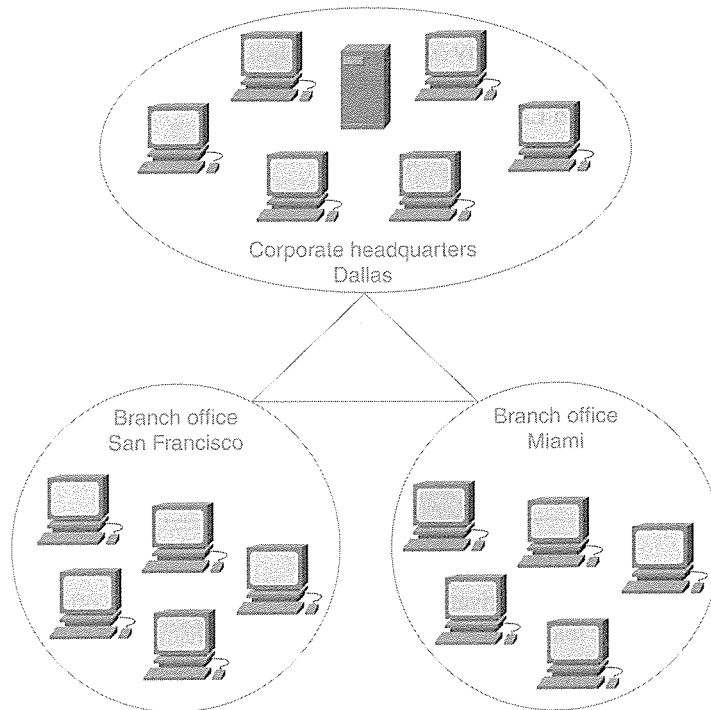 Corporate headquarters
Dallas
Branch office
San Francisco
Branch office
Miami